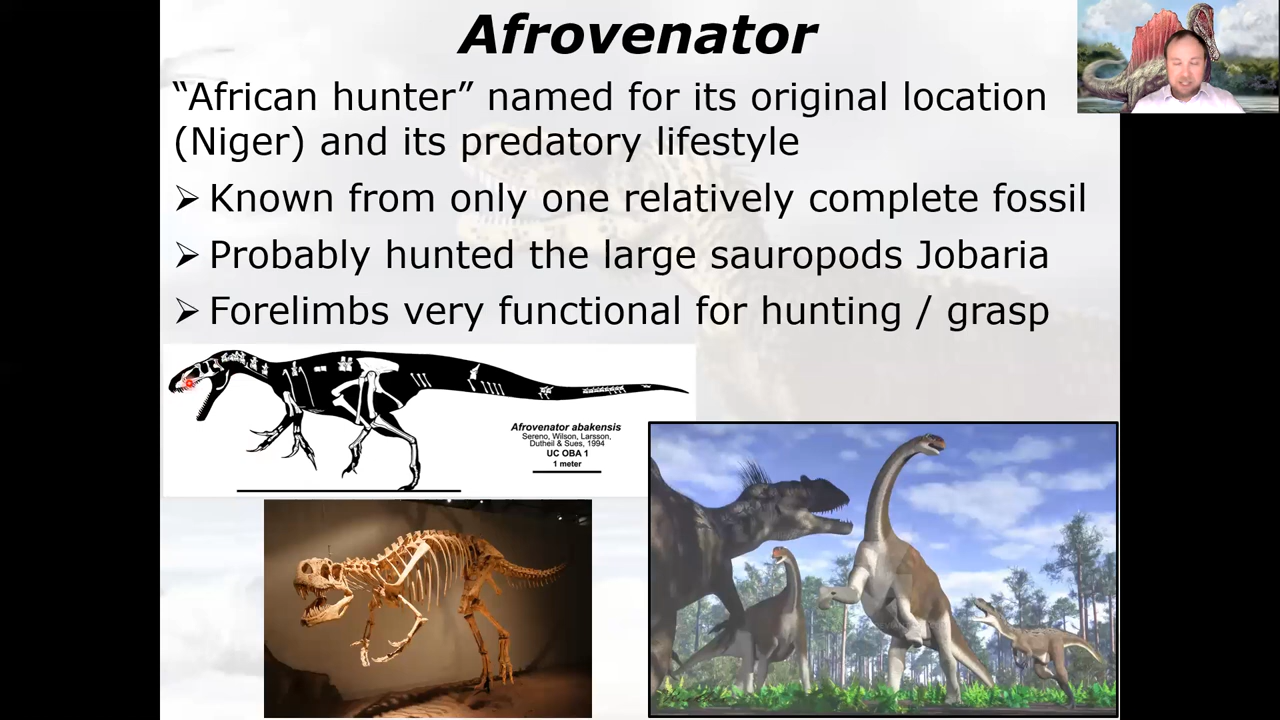 Afrovenator
“African hunter” named for its original location
(Niger) and its predatory lifestyle
➢ Known from only one relatively complete fossil
➢ Probably hunted the large sauropods Jobaria
➢ Forelimbs very functional for hunting / grasp
Afrovenator abakensis
Sereno, Wilson, Larsson,
Dutheil & Sues, 1994
UC OBA 1
1 meter